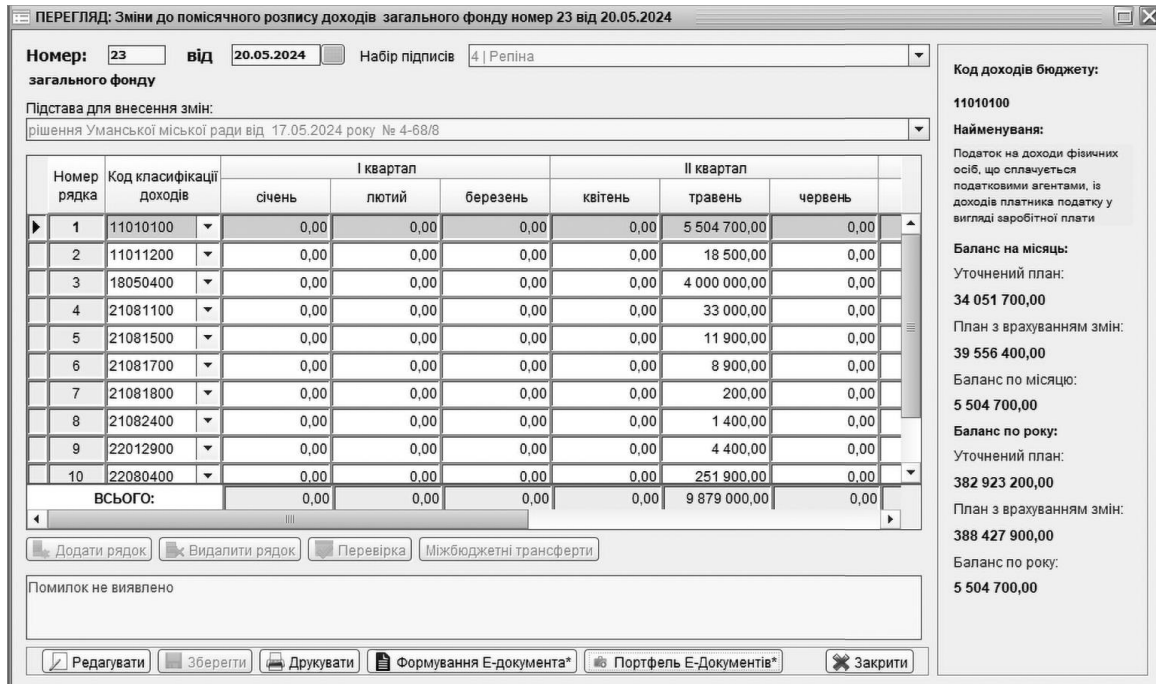 ПЕРЕГЛЯД: Зміни до помісячного розпису доходів загального фонду номер 23 від 20.05.2024
Номер: 23 від 20.05.2024 Набір підписів 4 | Репіна
загального фонду
Підстава для внесення змін:
рішення Уманської міської ради від 17.05.2024 року № 4-68/8
Номер рядка Код класифікації доходів І квартал ІІ квартал
січень лютий березень квітень травень червень
1 11010100 0,00 0,00 0,00 0,00 5 504 700,00 0,00
2 11011200 0,00 0,00 0,00 0,00 18 500,00 0,00
3 18050400 0,00 0,00 0,00 0,00 4 000 000,00 0,00
4 21081100 0,00 0,00 0,00 0,00 33 000,00 0,00
5 21081500 0,00 0,00 0,00 0,00 11 900,00 0,00
6 21081700 0,00 0,00 0,00 0,00 8 900,00 0,00
7 21081800 0,00 0,00 0,00 0,00 200,00 0,00
8 21082400 0,00 0,00 0,00 0,00 1 400,00 0,00
9 22012900 0,00 0,00 0,00 0,00 4 400,00 0,00
10 22080400 0,00 0,00 0,00 0,00 251 900,00 0,00
ВСЬОГО: 0,00 0,00 0,00 0,00 9 879 000,00 0,00
Додати рядок Видалити рядок Перевірка Міжбюджетні трансферти
Помилок не виявлено
Редагувати Зберегти Друкувати Формування Е-документа* Портфель Е-Документів* Закрити
Код доходів бюджету:
11010100
Найменуваня:
Податок на доходи фізичних
осіб, що сплачується
податковими агентами, із
доходів платника податку у
вигляді заробітної плати
Баланс на місяць:
Уточнений план:
34 051 700,00
План з врахуванням змін:
39 556 400,00
Баланс по місяцю:
5 504 700,00
Баланс по року:
Уточнений план:
382 923 200,00
План з врахуванням змін:
388 427 900,00
Баланс по року:
5 504 700,00